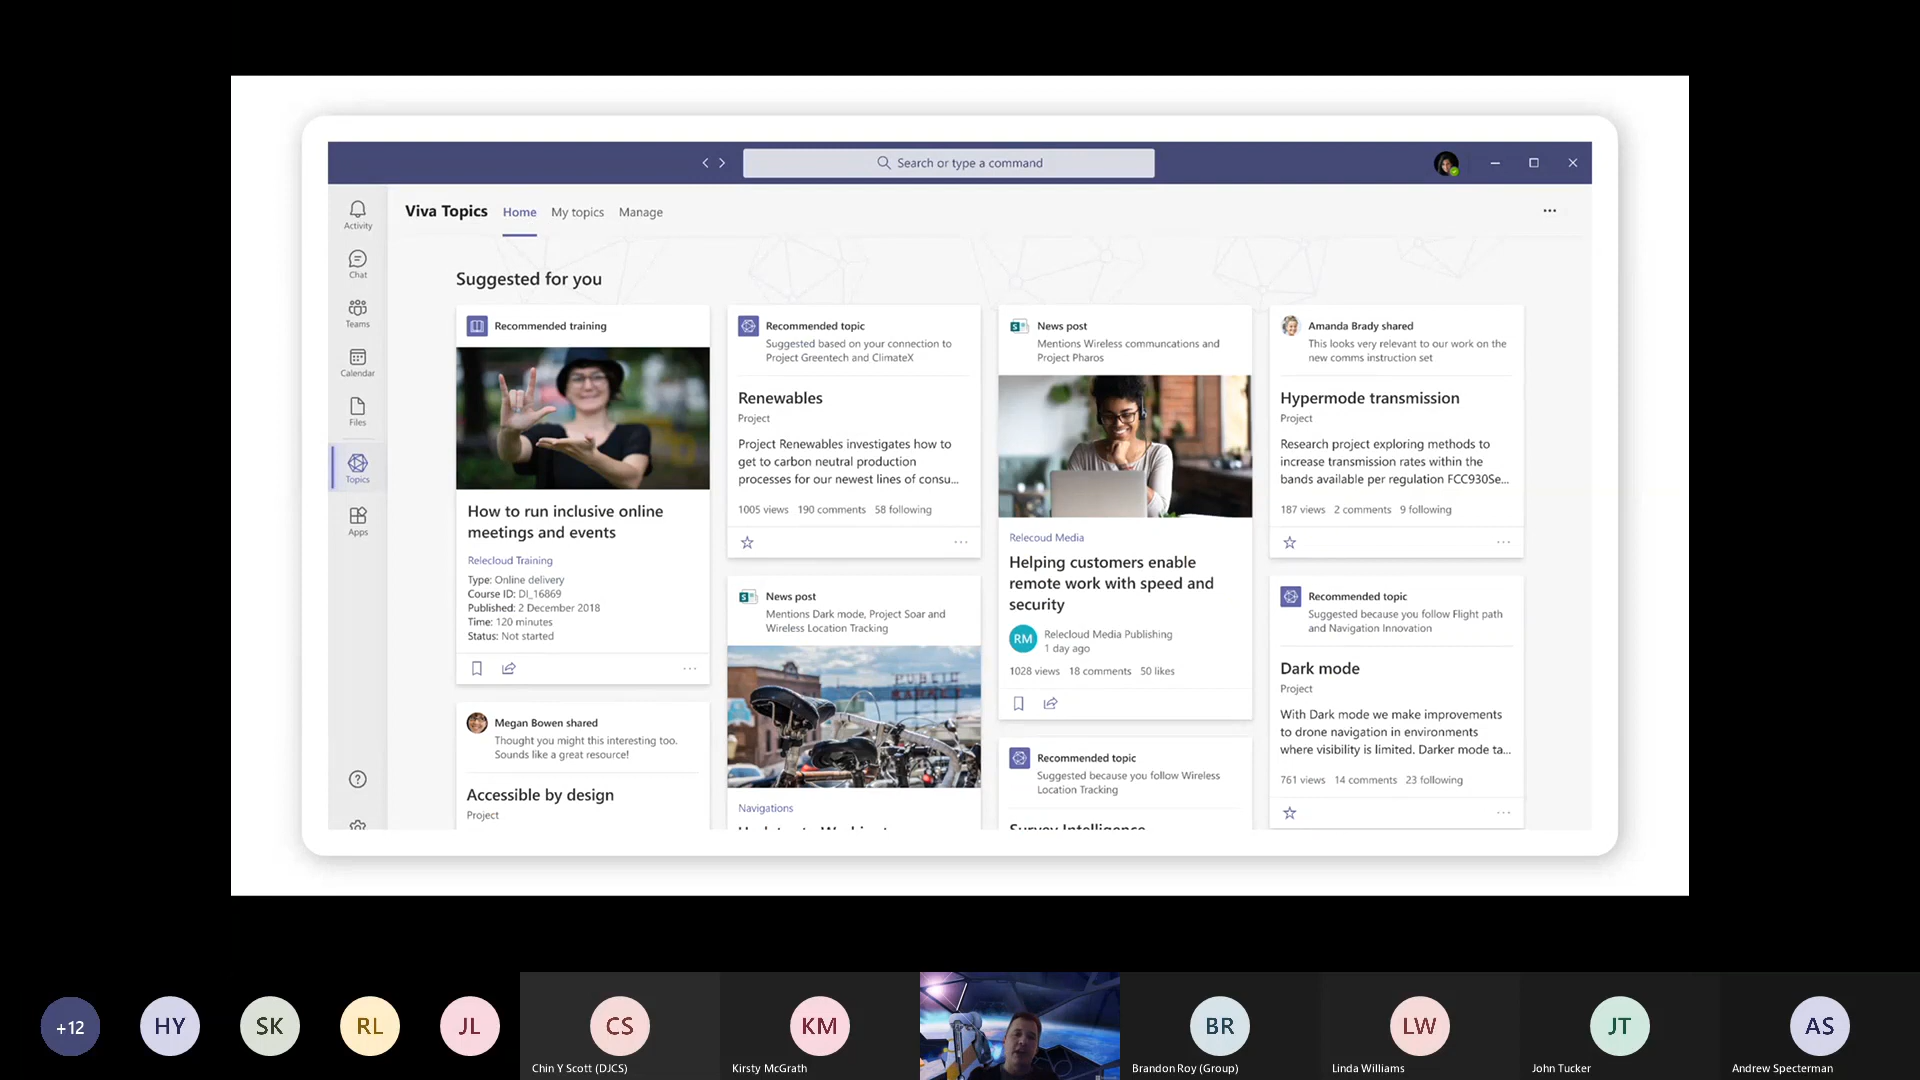 Search or type a command
Viva Topics Home My topics Manage
Activity
Chat
Teams
Calendar
Files
Topics
Apps
Suggested for you
Recommended training
How to run inclusive online
meetings and events
Relecloud Training
Type: Online delivery
Course ID: DI_16869
Published: 2 December 2018
Time: 120 minutes
Status: Not started
Megan Bowen shared
Thought you might this interesting too.
Sounds like a great resource!
Accessible by design
Project
Recommended topic
Suggested based on your connection to
Project Greentech and ClimateX
Renewables
Project
Project Renewables investigates how to
get to carbon neutral production
processes for our newest lines of consu...
1005 views 190 comments 58 following
News post
Mentions Dark mode, Project Soar and
Wireless Location Tracking
PUBLIC
MARKET
Navigations
News post
Mentions Wireless communcations and
Project Pharos
Relecoud Media
Helping customers enable
remote work with speed and
security
RM
Relecloud Media Publishing
1 day ago
1028 views 18 comments 50 likes
Recommended topic
Suggested because you follow Wireless
Location Tracking
Survey Intelligence
Amanda Brady shared
This looks very relevant to our work on the
new comms instruction set
Hypermode transmission
Project
Research project exploring methods to
increase transmission rates within the
bands available per regulation FCC930Se...
187 views 2 comments 9 following
Recommended topic
Suggested because you follow Flight path
and Navigation Innovation
Dark mode
Project
With Dark mode we make improvements
to drone navigation in environments
where visibility is limited. Darker mode ta...
761 views 14 comments 23 following
+12 HY SK RL JL CS KM BR LW JT AS
Chin Y Scott (DJCS) Kirsty McGrath Brandon Roy (Group) Linda Williams John Tucker Andrew Specterman